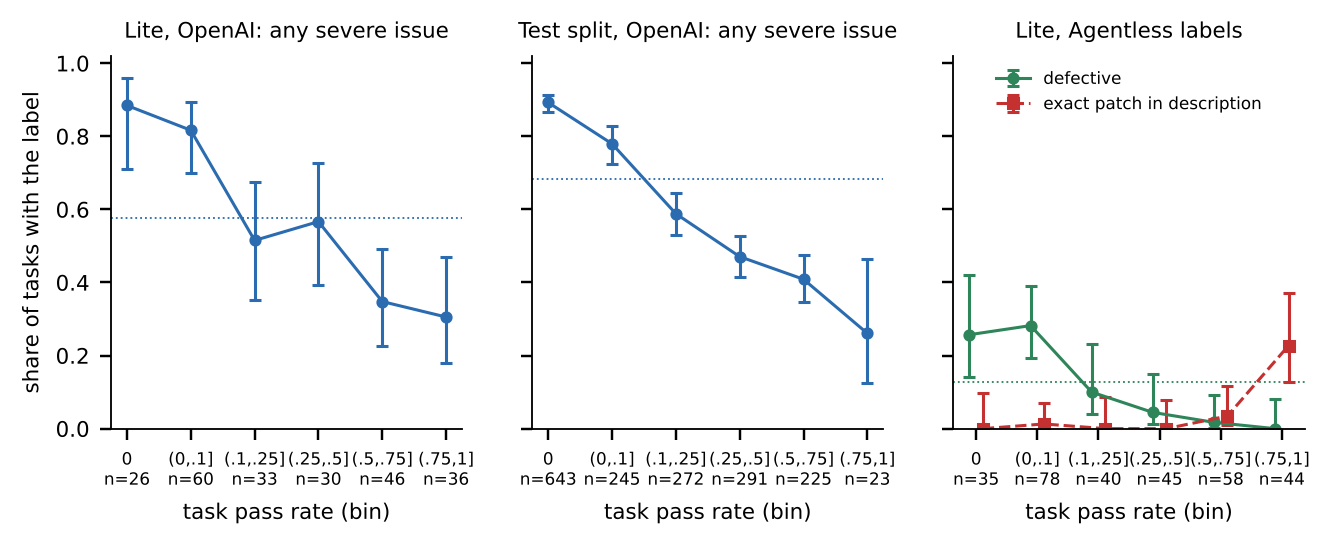 Lite, OpenAI: any severe issue
Test split, OpenAI: any severe issue
Lite, Agentless labels
share of tasks with the label
1.0
0.8
0.6
0.4
0.2
0.0
defective
exact patch in description
0 (0,.1] (.1,.25] (.25,.5] (.5,.75] (.75,1]
n=26 n=60 n=33 n=30 n=46 n=36
task pass rate (bin)
0 (0,.1] (.1,.25] (.25,.5] (.5,.75] (.75,1]
n=643 n=245 n=272 n=291 n=225 n=23
task pass rate (bin)
0 (0,.1] (.1,.25] (.25,.5] (.5,.75] (.75,1]
n=35 n=78 n=40 n=45 n=58 n=44
task pass rate (bin)